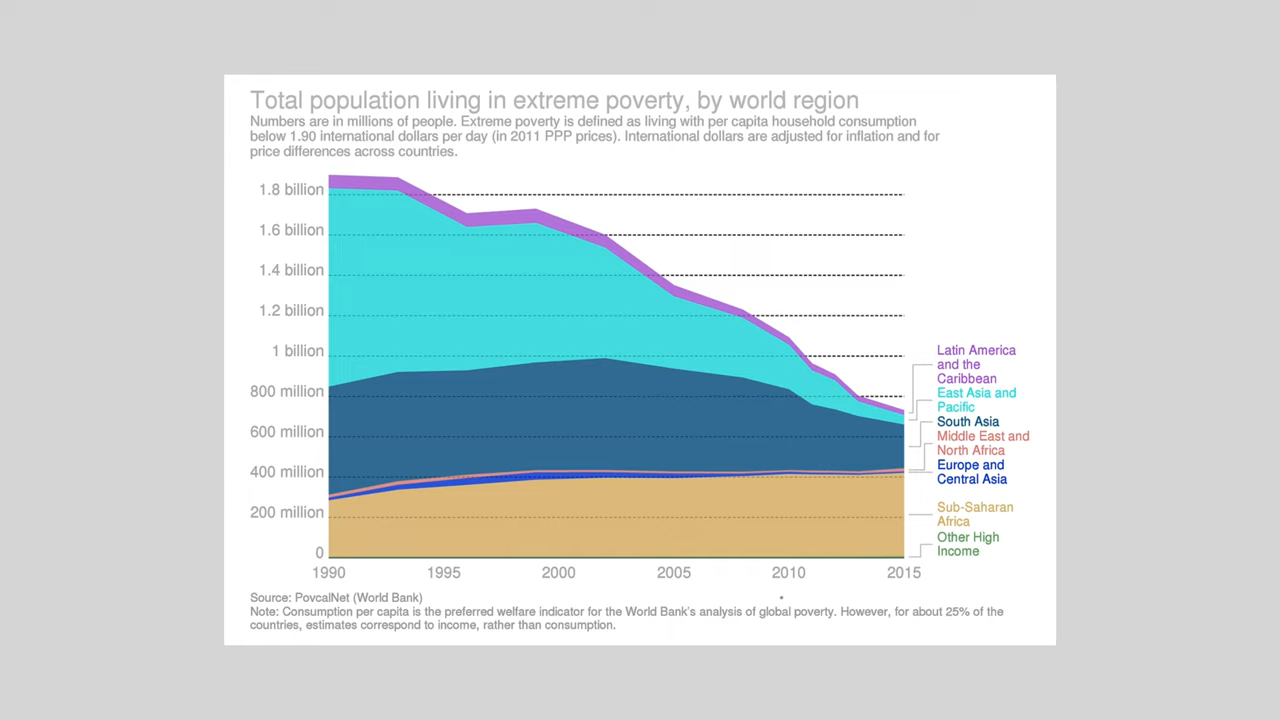 Total population living in extreme poverty, by world region
Numbers are in millions of people. Extreme poverty is defined as living with per capita household consumption
below 1.90 international dollars per day (in 2011 PPP prices). International dollars are adjusted for inflation and for
price differences across countries.
1.8 billion
1.6 billion
1.4 billion
1.2 billion
1 billion
800 million
600 million
400 million
200 million
0
1990
1995
2000
2005
2010
2015
Latin America
and the
Caribbean
East Asia and
Pacific
South Asia
Middle East and
North Africa
Europe and
Central Asia
Sub-Saharan
Africa
Other High
Income
Source: PovcalNet (World Bank)
Note: Consumption per capita is the preferred welfare indicator for the World Bank's analysis of global poverty. However, for about 25% of the
countries, estimates correspond to income, rather than consumption.